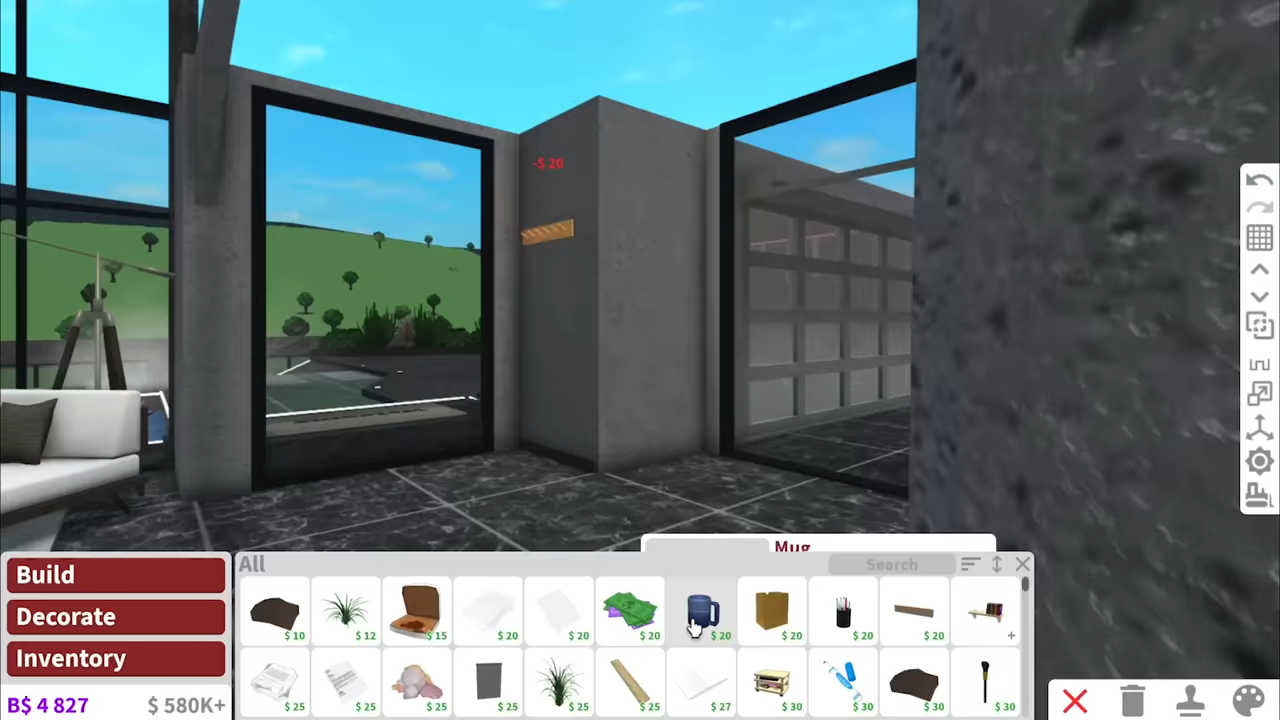 -$ 20
Mug
All
Search
$ 10
$ 12
$ 15
$ 20
$ 20
$ 20
$ 20
$ 20
$ 20
$ 20
+
$ 25
$ 25
$ 25
$ 25
$ 25
$ 25
$ 27
$ 30
$ 30
$ 30
$ 30
Build
Decorate
Inventory
B$ 4 827
$ 580K+